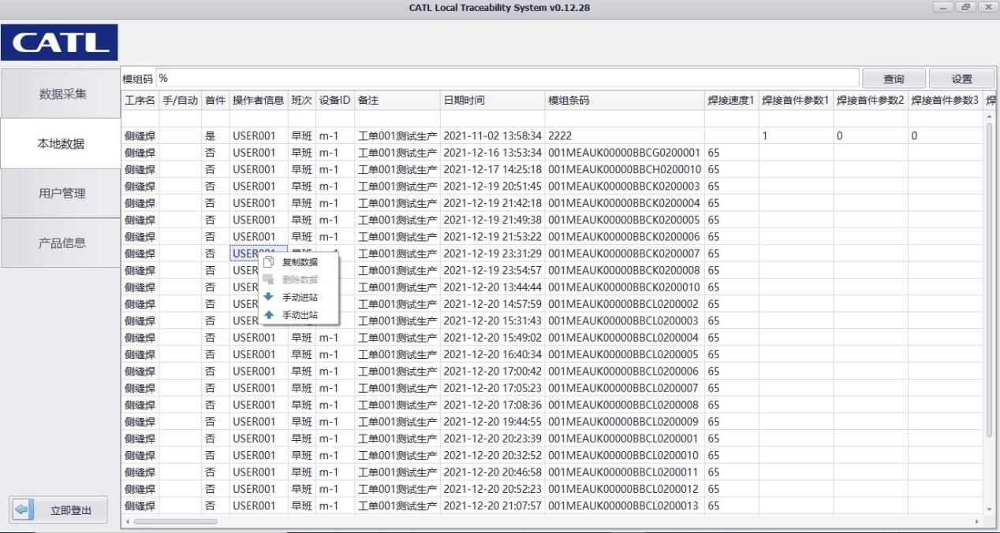 CATL Local Traceability System v0.12.28
CATL
模组码 % 查询 设置
数据采集
本地数据
用户管理
产品信息
立即登出
工序名 手/自动 首件 操作者信息 班次 设备ID 备注 日期时间 模组条码 焊接速度1 焊接首件参数1 焊接首件参数2 焊接首件参数3 焊
侧缝焊 是 USER001 早班 m-1 工单001测试生产 2021-11-02 13:58:34 2222 1 0 0
侧缝焊 否 USER001 早班 m-1 工单001测试生产 2021-12-16 13:53:34 001MEAUK00000BBCG0200001 65
侧缝焊 否 USER001 早班 m-1 工单001测试生产 2021-12-17 14:25:18 001MEAUK00000BBCH0200010 65
侧缝焊 否 USER001 早班 m-1 工单001测试生产 2021-12-19 20:51:45 001MEAUK00000BBCK0200003 65
侧缝焊 否 USER001 早班 m-1 工单001测试生产 2021-12-19 21:42:18 001MEAUK00000BBCK0200004 65
侧缝焊 否 USER001 早班 m-1 工单001测试生产 2021-12-19 21:49:38 001MEAUK00000BBCK0200005 65
侧缝焊 否 USER001 早班 m-1 工单001测试生产 2021-12-19 21:53:22 001MEAUK00000BBCK0200006 65
侧缝焊 否 工单001测试生产 2021-12-19 23:31:29 001MEAUK00000BBCK0200007 65
侧缝焊 否 USER 工单001测试生产 2021-12-19 23:54:57 001MEAUK00000BBCK0200008 65
侧缝焊 否 USER 工单001测试生产 2021-12-20 13:44:44 001MEAUK00000BBCK0200010 65
侧缝焊 否 USER 工单001测试生产 2021-12-20 14:57:59 001MEAUK00000BBCL0200002 65
侧缝焊 否 USER 工单001测试生产 2021-12-20 15:31:43 001MEAUK00000BBCL0200003 65
侧缝焊 否 USER001 早班 m-1 工单001测试生产 2021-12-20 15:49:02 001MEAUK00000BBCL0200004 65
侧缝焊 否 USER001 早班 m-1 工单001测试生产 2021-12-20 16:40:34 001MEAUK00000BBCL0200005 65
侧缝焊 否 USER001 早班 m-1 工单001测试生产 2021-12-20 17:00:42 001MEAUK00000BBCL0200006 65
侧缝焊 否 USER001 早班 m-1 工单001测试生产 2021-12-20 17:05:23 001MEAUK00000BBCL0200007 65
侧缝焊 否 USER001 早班 m-1 工单001测试生产 2021-12-20 17:08:36 001MEAUK00000BBCL0200008 65
侧缝焊 否 USER001 早班 m-1 工单001测试生产 2021-12-20 19:44:55 001MEAUK00000BBCL0200009 65
侧缝焊 否 USER001 早班 m-1 工单001测试生产 2021-12-20 20:23:39 001MEAUK00000BBCL0200001 65
侧缝焊 否 USER001 早班 m-1 工单001测试生产 2021-12-20 20:32:52 001MEAUK00000BBCL0200010 65
侧缝焊 否 USER001 早班 m-1 工单001测试生产 2021-12-20 20:46:58 001MEAUK00000BBCL0200011 65
侧缝焊 否 USER001 早班 m-1 工单001测试生产 2021-12-20 20:52:23 001MEAUK00000BBCL0200012 65
侧缝焊 否 USER001 早班 m-1 工单001测试生产 2021-12-20 21:07:57 001MEAUK00000BBCL0200013 65
复制数据
删除数据
手动进站
手动出站